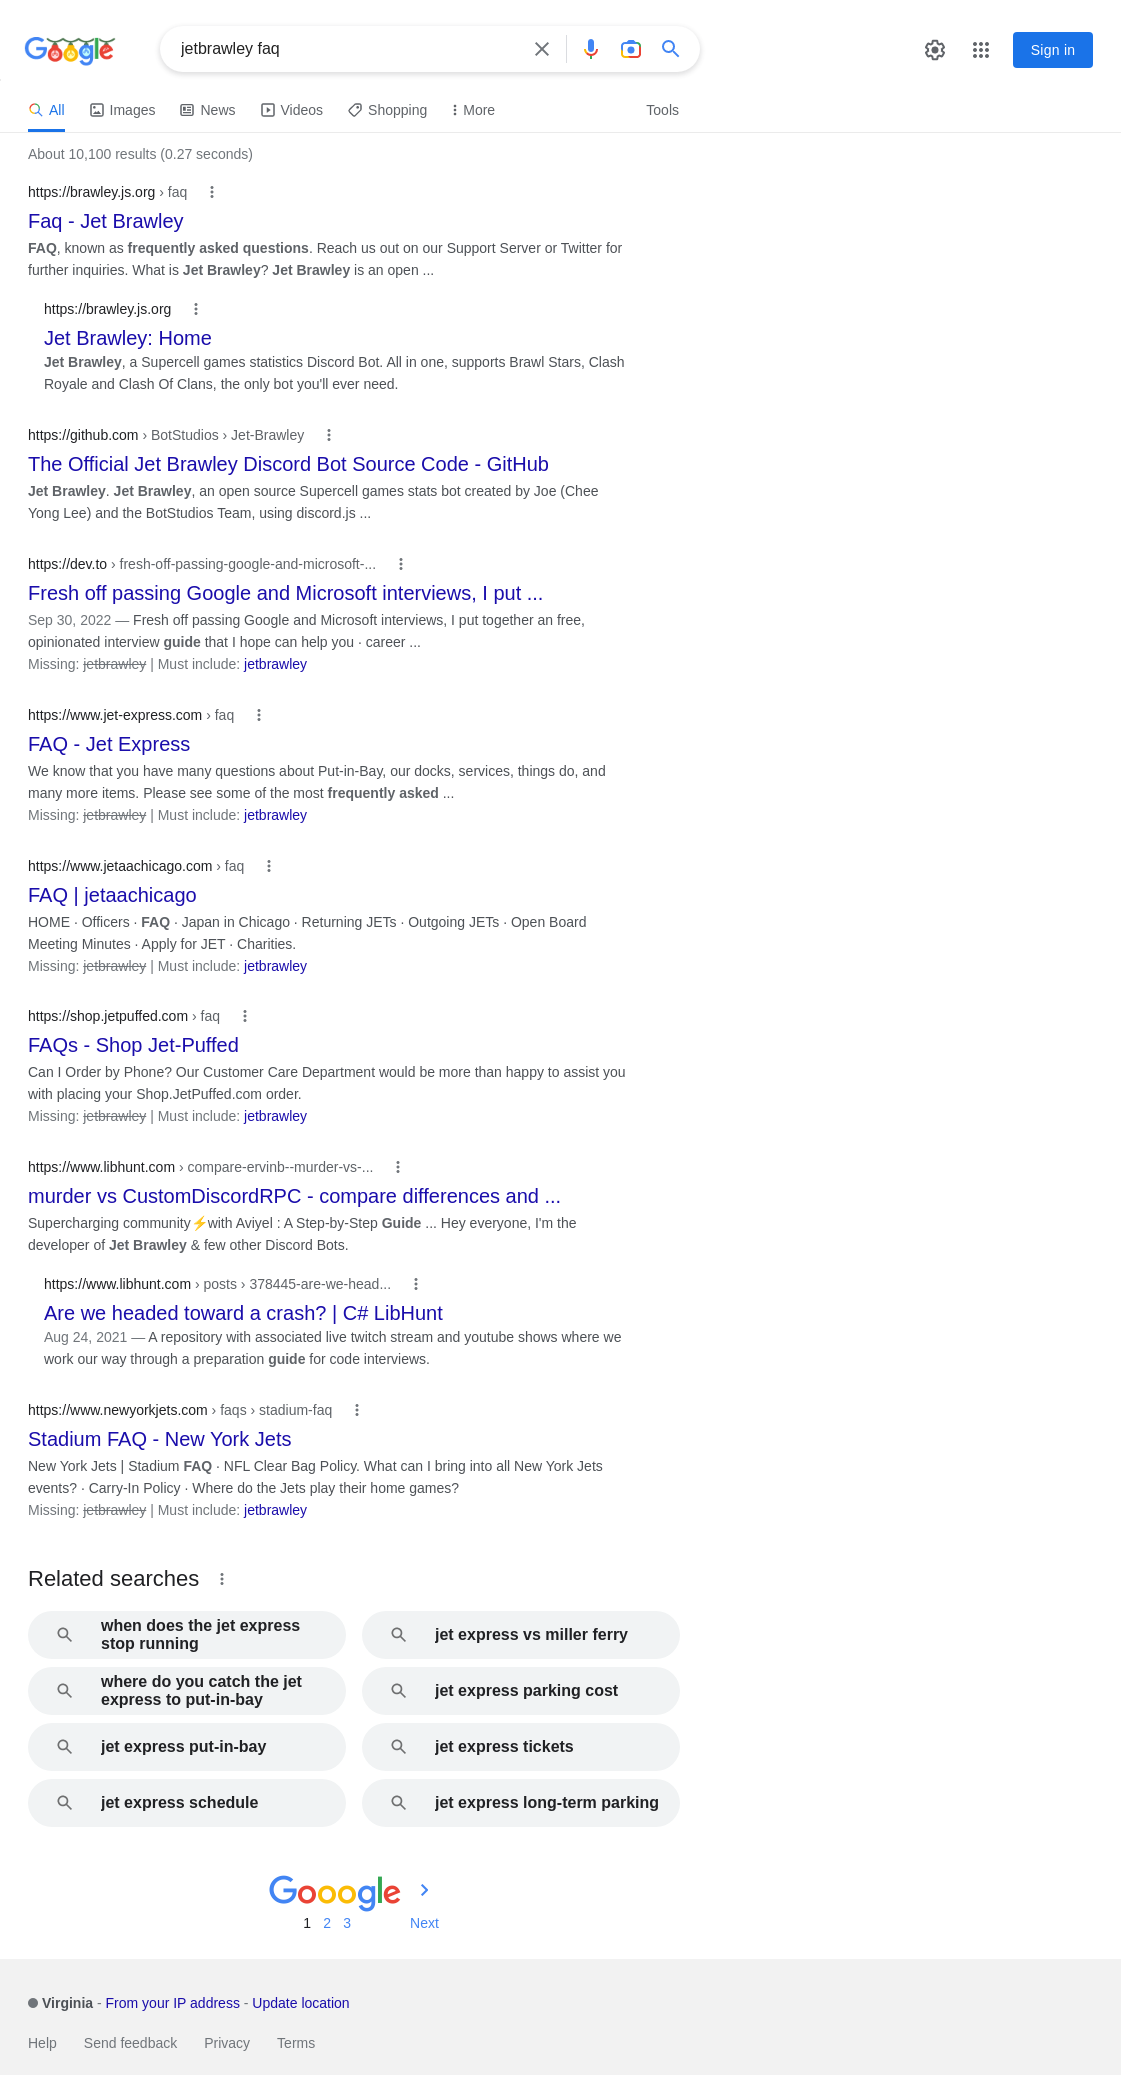 Google
jetbrawley faq
Sign in
All
Images
News
Videos
Shopping
More
Tools
About 10,100 results (0.27 seconds)
https://brawley.js.org › faq
Faq - Jet Brawley
FAQ, known as frequently asked questions. Reach us out on our Support Server or Twitter for
further inquiries. What is Jet Brawley? Jet Brawley is an open ...
https://brawley.js.org
Jet Brawley: Home
Jet Brawley, a Supercell games statistics Discord Bot. All in one, supports Brawl Stars, Clash
Royale and Clash Of Clans, the only bot you'll ever need.
https://github.com › BotStudios › Jet-Brawley
The Official Jet Brawley Discord Bot Source Code - GitHub
Jet Brawley. Jet Brawley, an open source Supercell games stats bot created by Joe (Chee
Yong Lee) and the BotStudios Team, using discord.js ...
https://dev.to › fresh-off-passing-google-and-microsoft-...
Fresh off passing Google and Microsoft interviews, I put ...
Sep 30, 2022 — Fresh off passing Google and Microsoft interviews, I put together an free,
opinionated interview guide that I hope can help you · career ...
Missing: jetbrawley | Must include: jetbrawley
https://www.jet-express.com › faq
FAQ - Jet Express
We know that you have many questions about Put-in-Bay, our docks, services, things do, and
many more items. Please see some of the most frequently asked ...
Missing: jetbrawley | Must include: jetbrawley
https://www.jetaachicago.com › faq
FAQ | jetaachicago
HOME · Officers · FAQ · Japan in Chicago · Returning JETs · Outgoing JETs · Open Board
Meeting Minutes · Apply for JET · Charities.
Missing: jetbrawley | Must include: jetbrawley
https://shop.jetpuffed.com › faq
FAQs - Shop Jet-Puffed
Can I Order by Phone? Our Customer Care Department would be more than happy to assist you
with placing your Shop.JetPuffed.com order.
Missing: jetbrawley | Must include: jetbrawley
https://www.libhunt.com › compare-ervinb--murder-vs-...
murder vs CustomDiscordRPC - compare differences and ...
Supercharging community⚡with Aviyel : A Step-by-Step Guide ... Hey everyone, I'm the
developer of Jet Brawley & few other Discord Bots.
https://www.libhunt.com › posts › 378445-are-we-head...
Are we headed toward a crash? | C# LibHunt
Aug 24, 2021 — A repository with associated live twitch stream and youtube shows where we
work our way through a preparation guide for code interviews.
https://www.newyorkjets.com › faqs › stadium-faq
Stadium FAQ - New York Jets
New York Jets | Stadium FAQ · NFL Clear Bag Policy. What can I bring into all New York Jets
events? · Carry-In Policy · Where do the Jets play their home games?
Missing: jetbrawley | Must include: jetbrawley
Related searches
when does the jet express
stop running
jet express vs miller ferry
where do you catch the jet
express to put-in-bay
jet express parking cost
jet express put-in-bay
jet express tickets
jet express schedule
jet express long-term parking
Gooogle
1 2 3 Next
Virginia - From your IP address - Update location
Help Send feedback Privacy Terms